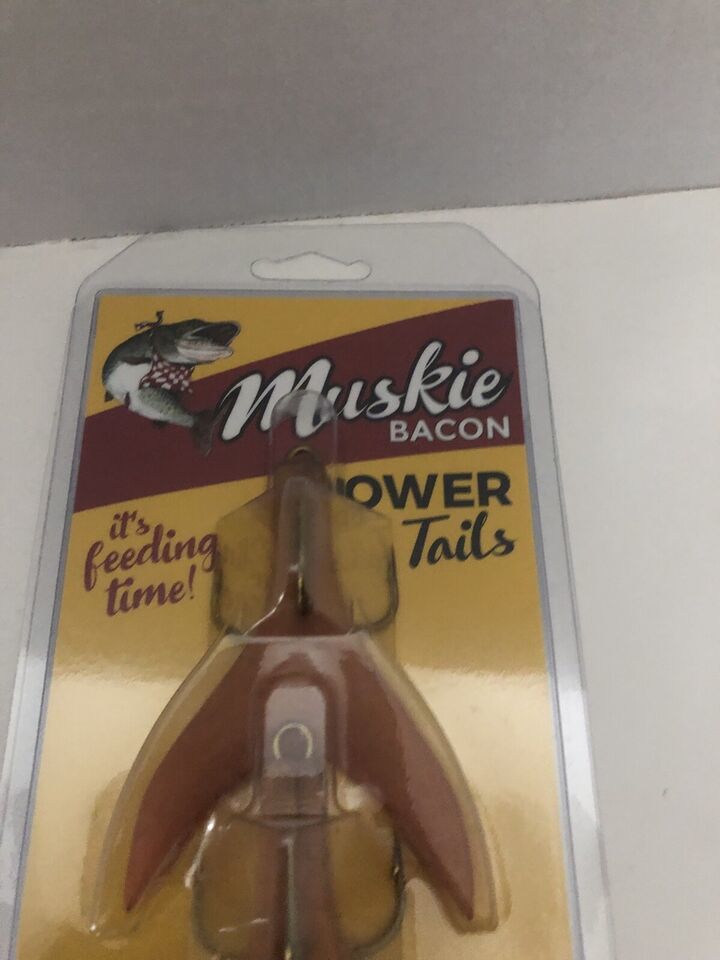 Muskie
BACON
OWER
Tails
it's
feeding
time!